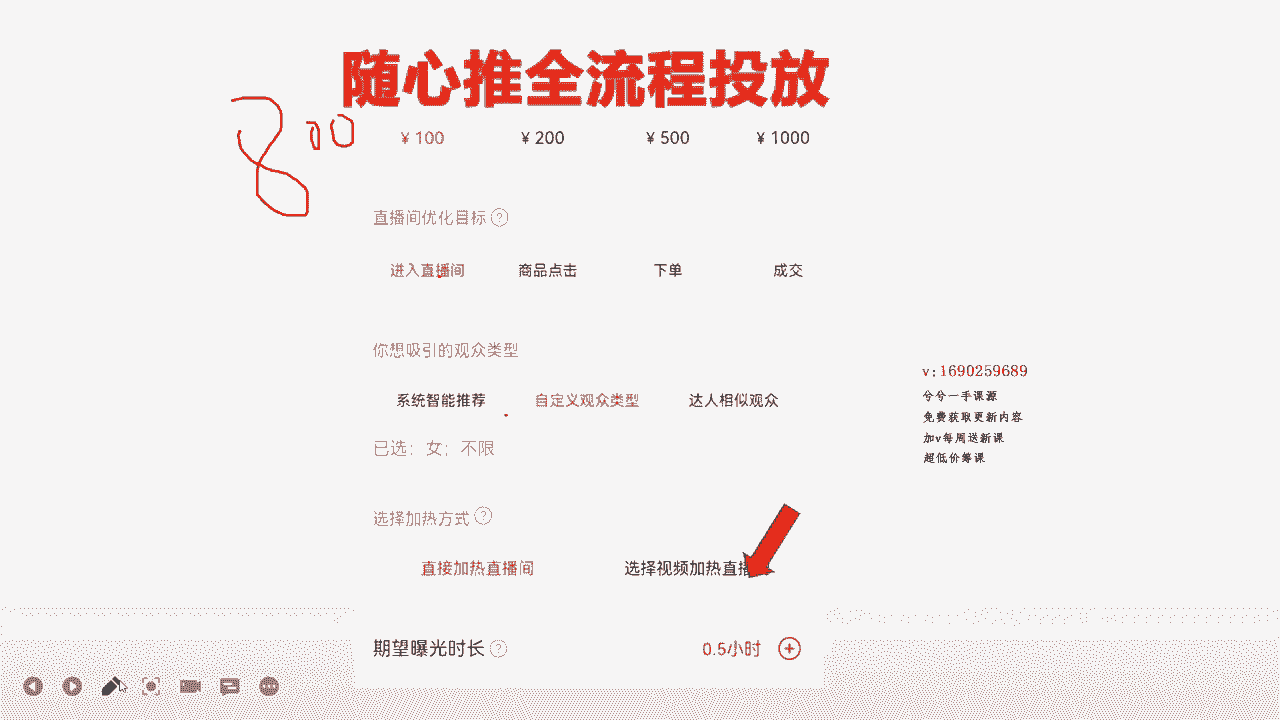 随心推全流程投放
800
¥ 100 ¥ 200 ¥ 500 ¥ 1000
直播间优化目标 ?
进入直播间 商品点击 下单 成交
你想吸引的观众类型
系统智能推荐 自定义观众类型 达人相似观众
已选：女；不限
选择加热方式 ?
直接加热直播间 选择视频加热直播
期望曝光时长 ? 0.5小时 +
v:1690259689
兮兮一手课源
免费获取更新内容
加v每周送新课
超低价筹课